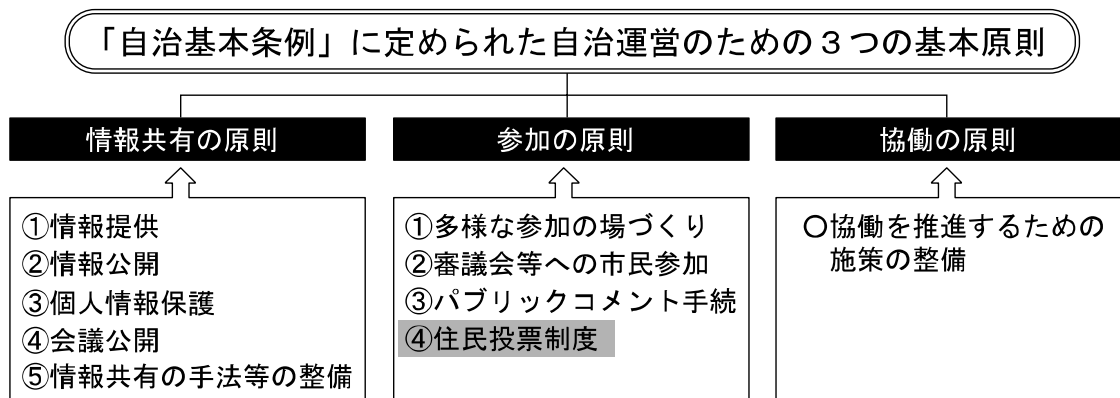 「自治基本条例」に定められた自治運営のための３つの基本原則
情報共有の原則
①情報提供
②情報公開
③個人情報保護
④会議公開
⑤情報共有の手法等の整備
参加の原則
①多様な参加の場づくり
②審議会等への市民参加
③パブリックコメント手続
④住民投票制度
協働の原則
〇協働を推進するための
施策の整備